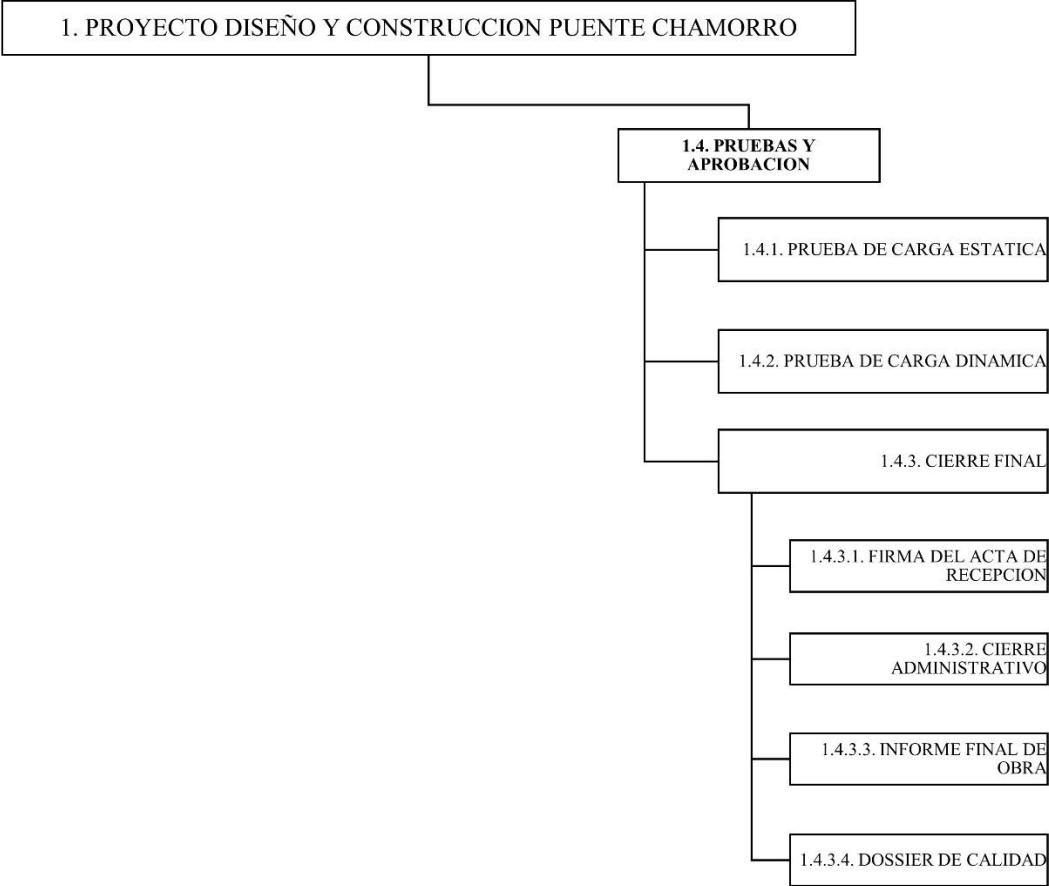 1. PROYECTO DISEÑO Y CONSTRUCCION PUENTE CHAMORRO
1.4. PRUEBAS Y
APROBACION
1.4.1. PRUEBA DE CARGA ESTATICA
1.4.2. PRUEBA DE CARGA DINAMICA
1.4.3. CIERRE FINAL
1.4.3.1. FIRMA DEL ACTA DE
RECEPCION
1.4.3.2. CIERRE
ADMINISTRATIVO
1.4.3.3. INFORME FINAL DE
OBRA
1.4.3.4. DOSSIER DE CALIDAD